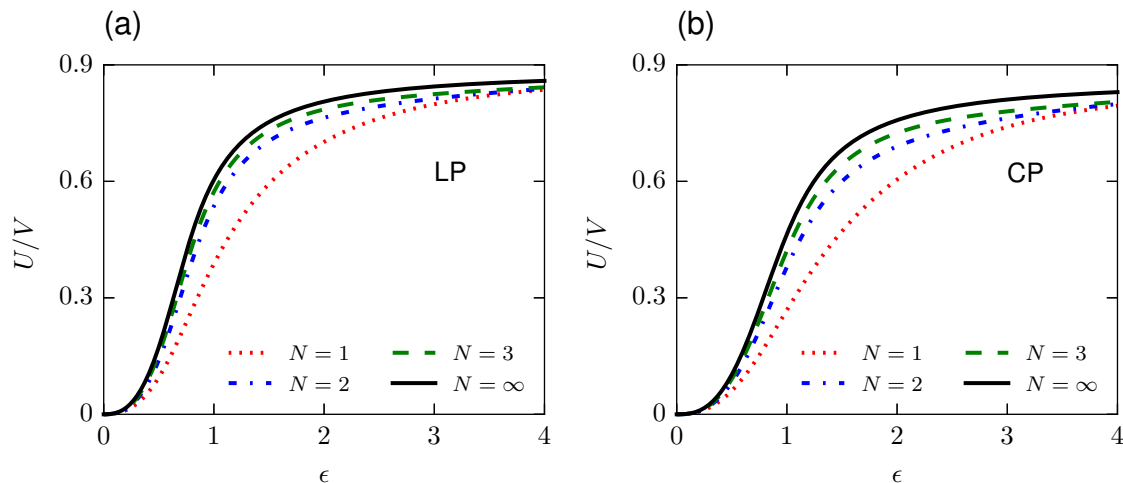 (a)
0.9
0.6
0.3
0
U/V
LP
N = 1
N = 3
N = 2
N = ∞
0 1 2 3 4
ϵ
(b)
0.9
0.6
0.3
0
U/V
CP
N = 1
N = 3
N = 2
N = ∞
0 1 2 3 4
ϵ